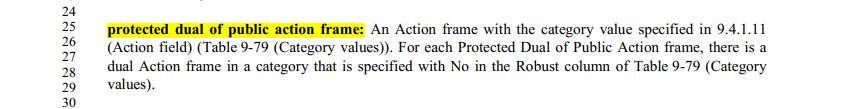 24
25 protected dual of public action frame: An Action frame with the category value specified in 9.4.1.11
26 (Action field) (Table 9-79 (Category values)). For each Protected Dual of Public Action frame, there is a
27
28 dual Action frame in a category that is specified with No in the Robust column of Table 9-79 (Category
29 values).
30